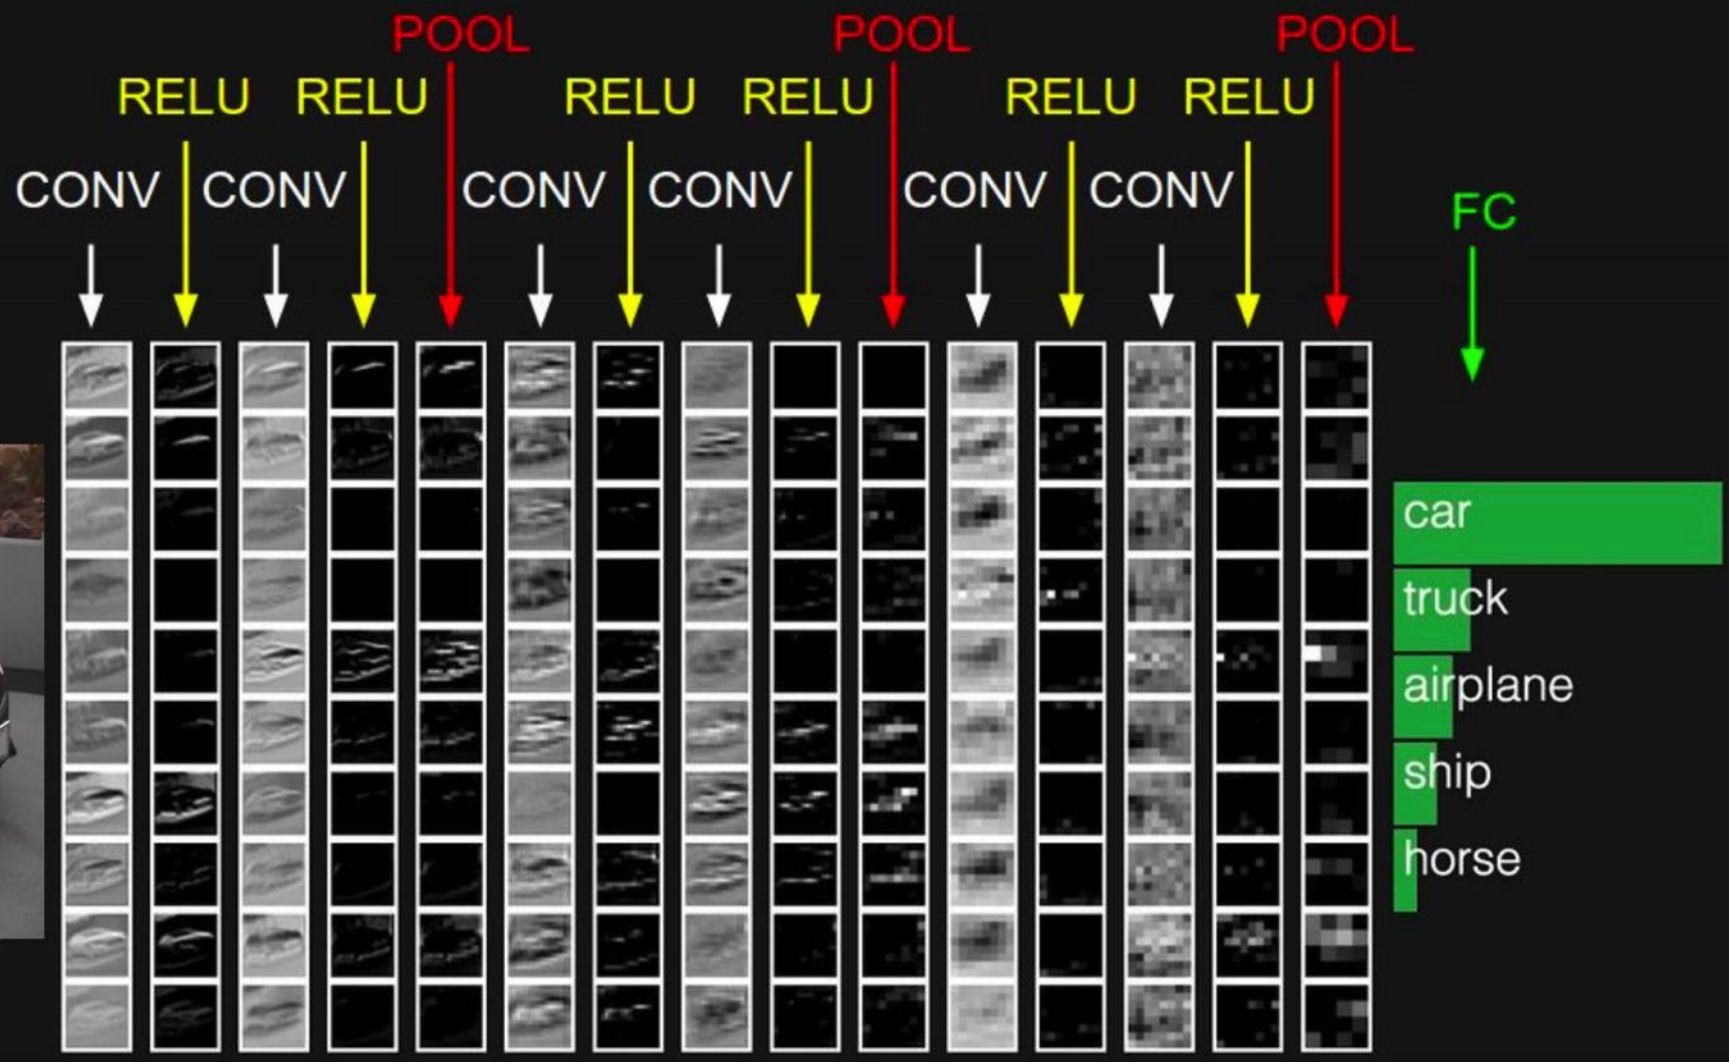 POOL POOL POOL
RELU RELU RELU RELU RELU RELU
CONV CONV CONV CONV CONV CONV
FC
car
truck
airplane
ship
horse